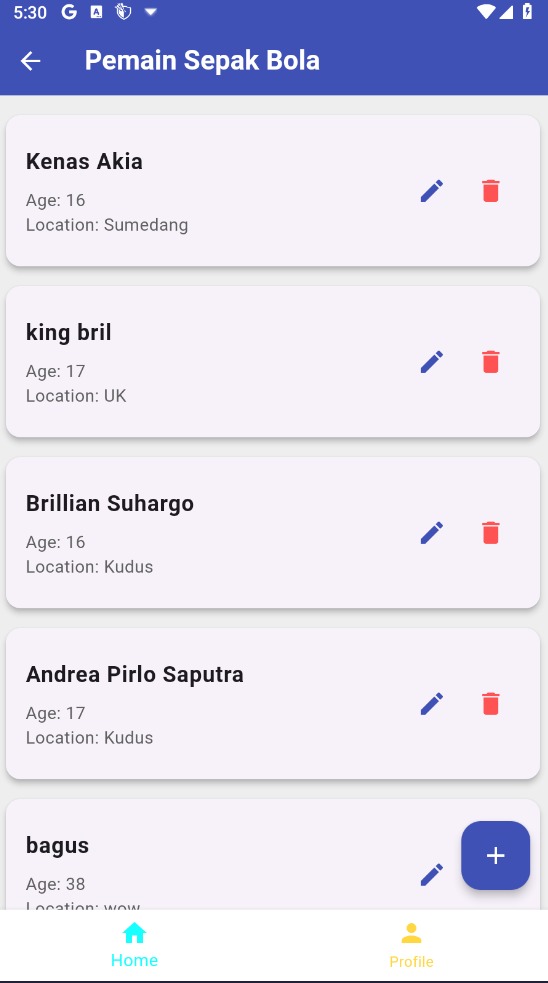 5:30
Pemain Sepak Bola
Kenas Akia
Age: 16
Location: Sumedang
king bril
Age: 17
Location: UK
Brillian Suhargo
Age: 16
Location: Kudus
Andrea Pirlo Saputra
Age: 17
Location: Kudus
bagus
Age: 38
Location: wow
Home
Profile